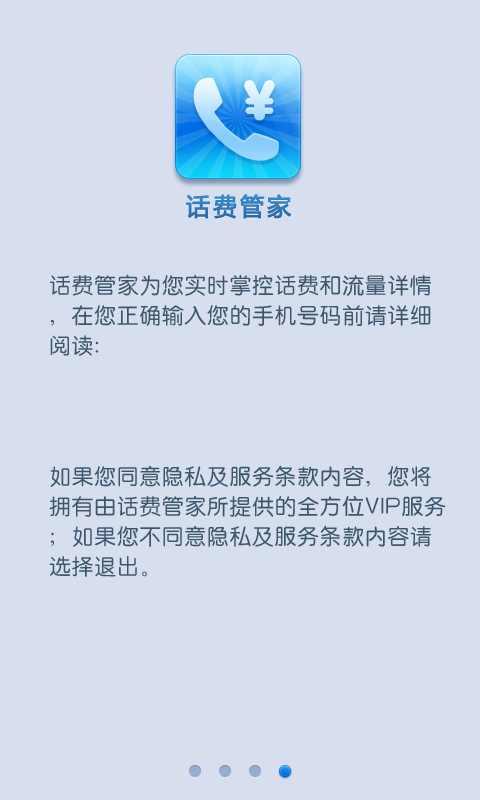 ¥
话费管家
话费管家为您实时掌控话费和流量详情
，在您正确输入您的手机号码前请详细
阅读:
如果您同意隐私及服务条款内容，您将
拥有由话费管家所提供的全方位VIP服务
；如果您不同意隐私及服务条款内容请
选择退出。